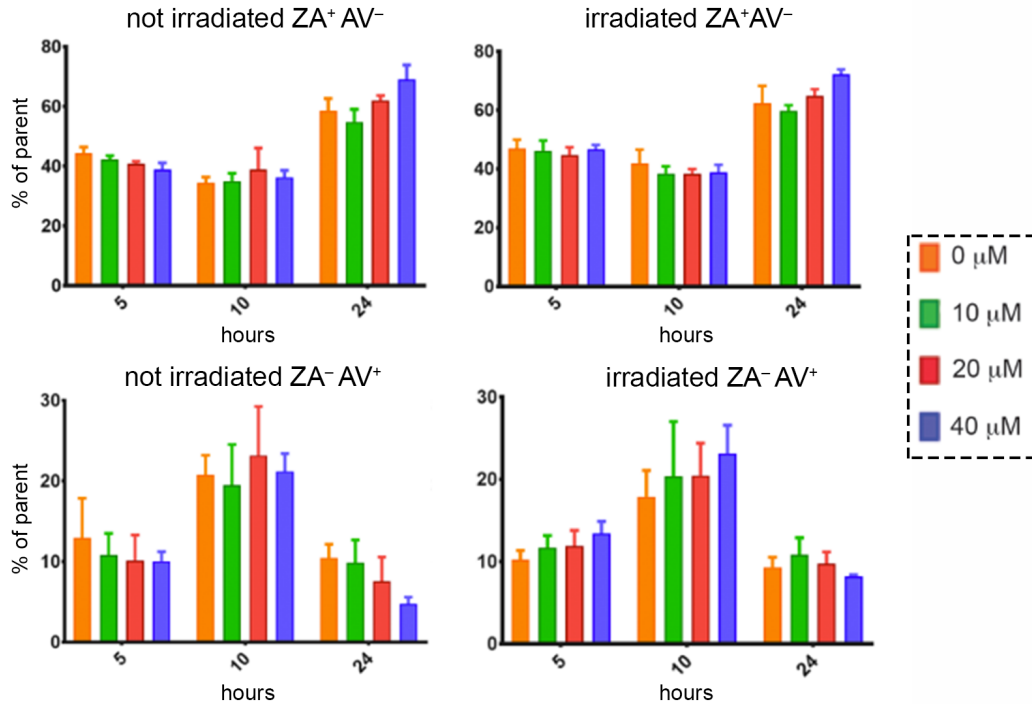 not irradiated ZA⁺ AV⁻
irradiated ZA⁺AV⁻
% of parent
80
60
40
20
0
5
10
24
hours
80
60
40
20
0
5
10
24
hours
not irradiated ZA⁻ AV⁺
irradiated ZA⁻ AV⁺
% of parent
30
20
10
0
5
10
24
hours
30
20
10
0
5
10
24
hours
0 μM
10 μM
20 μM
40 μM